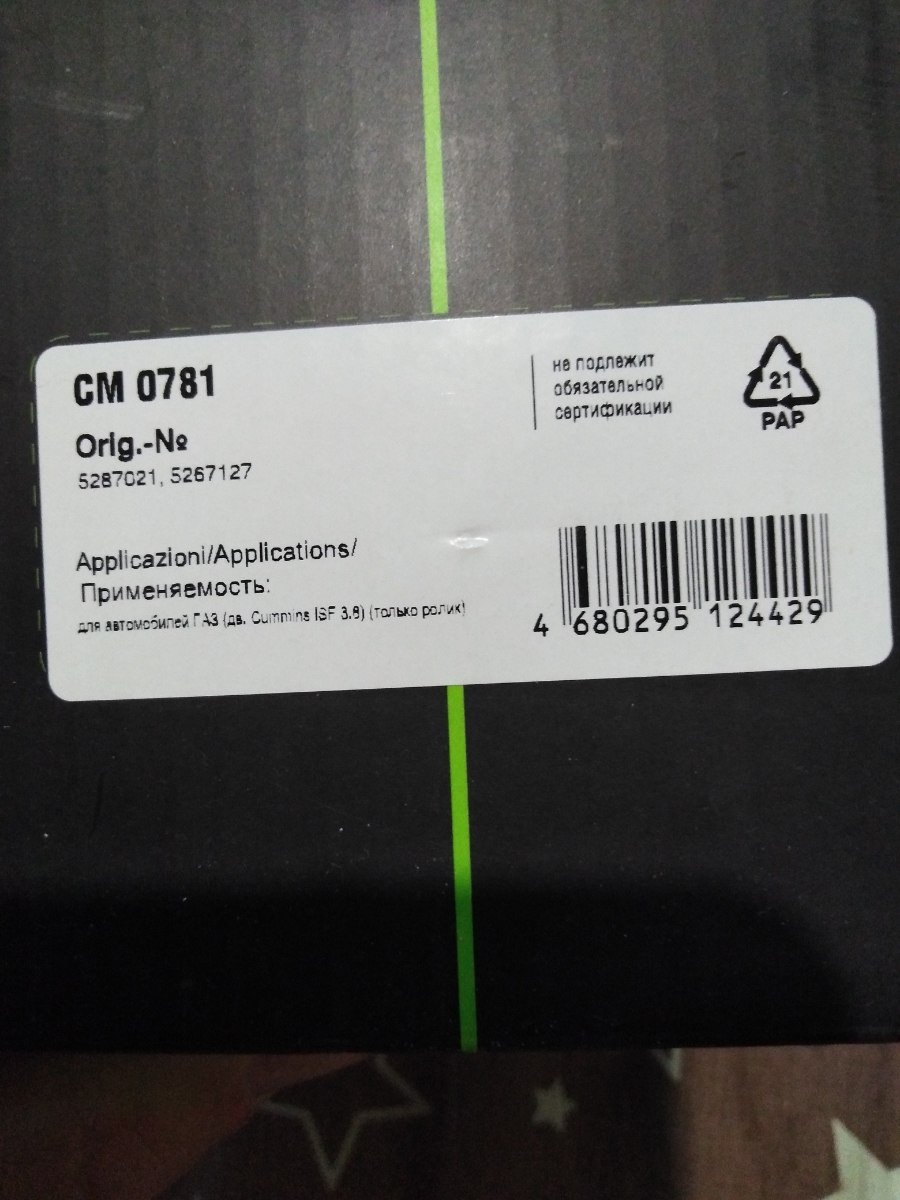 CM 0781
Orig.-№
5287021, 5267127
не подлежит
обязательной
сертификации
21
PAP
Applicazioni/Applications/
Применяемость:
для автомобилей ГАЗ (дв. Cummins ISF 3.8) (только ролик)
4 680295 124429